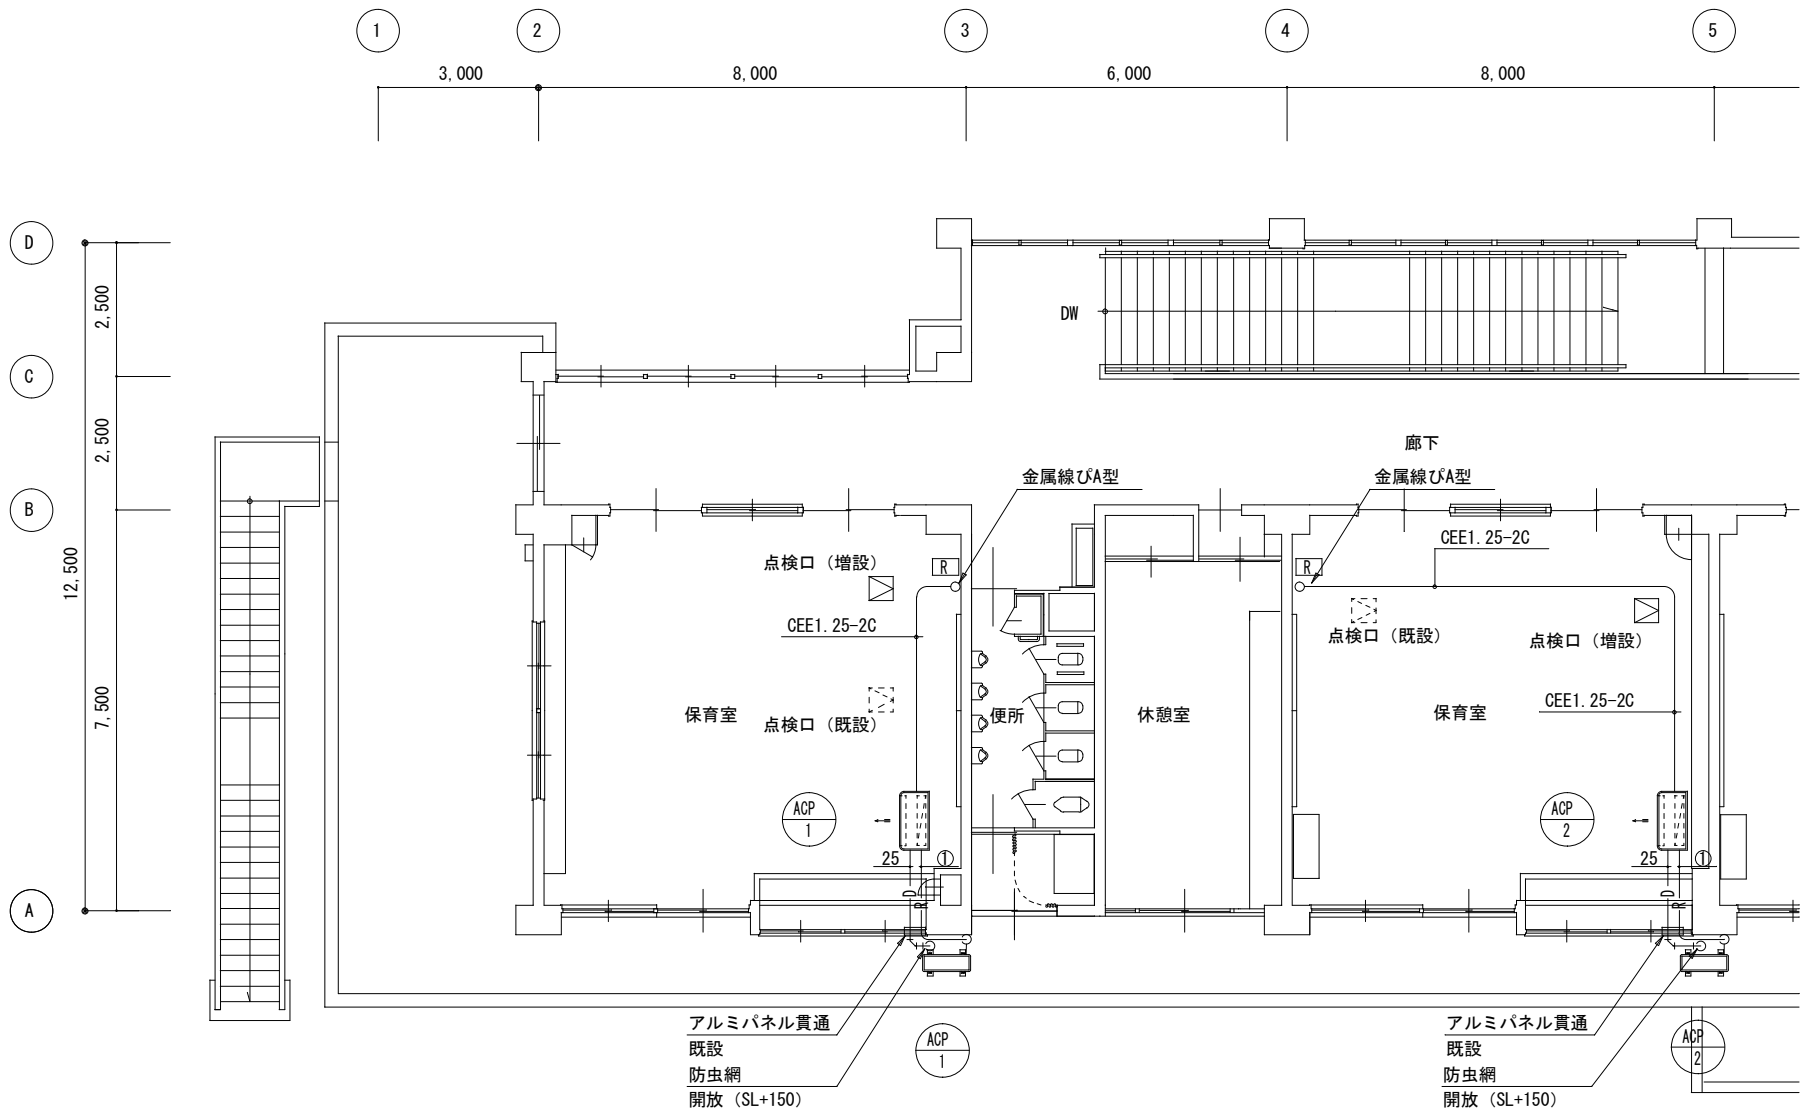 1
2
3
4
5
3,000
8,000
6,000
8,000
D
C
B
A
2,500
2,500
7,500
12,500
DW
廊下
金属線ぴA型
金属線ぴA型
CEE1.25-2C
点検口（増設）
R
R
CEE1.25-2C
点検口（既設）
点検口（増設）
CEE1.25-2C
保育室
点検口（既設）
便所
休憩室
保育室
ACP
1
ACP
2
25
①
25
①
D
R
D
R
アルミパネル貫通
既設
防虫網
開放（SL+150）
ACP
1
アルミパネル貫通
既設
防虫網
開放（SL+150）
ACP
2